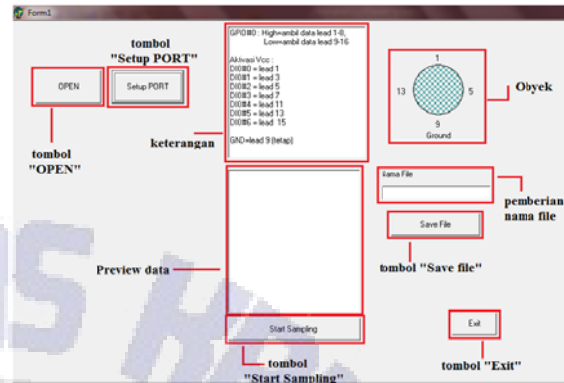 Form1
tombol
"Setup PORT"
OPEN
Setup PORT
tombol
"OPEN"
GPIO#0 : High=ambil data lead 1-8,
Low=ambil data lead 9-16
Aktivasi Vcc :
DIO#0 = lead 1
DIO#1 = lead 3
DIO#2 = lead 5
DIO#3 = lead 7
DIO#4 = lead 11
DIO#5 = lead 13
DIO#6 = lead 15
GND=lead 9 (tetap)
keterangan
1
13
5
9
Ground
Obyek
Nama File
pemberian
nama file
Save File
tombol "Save file"
Preview data
Start Sampling
tombol
"Start Sampling"
Exit
tombol "Exit"